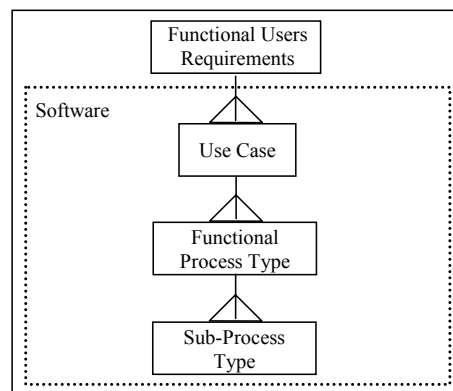 Functional Users
Requirements
Software
Use Case
Functional
Process Type
Sub-Process
Type